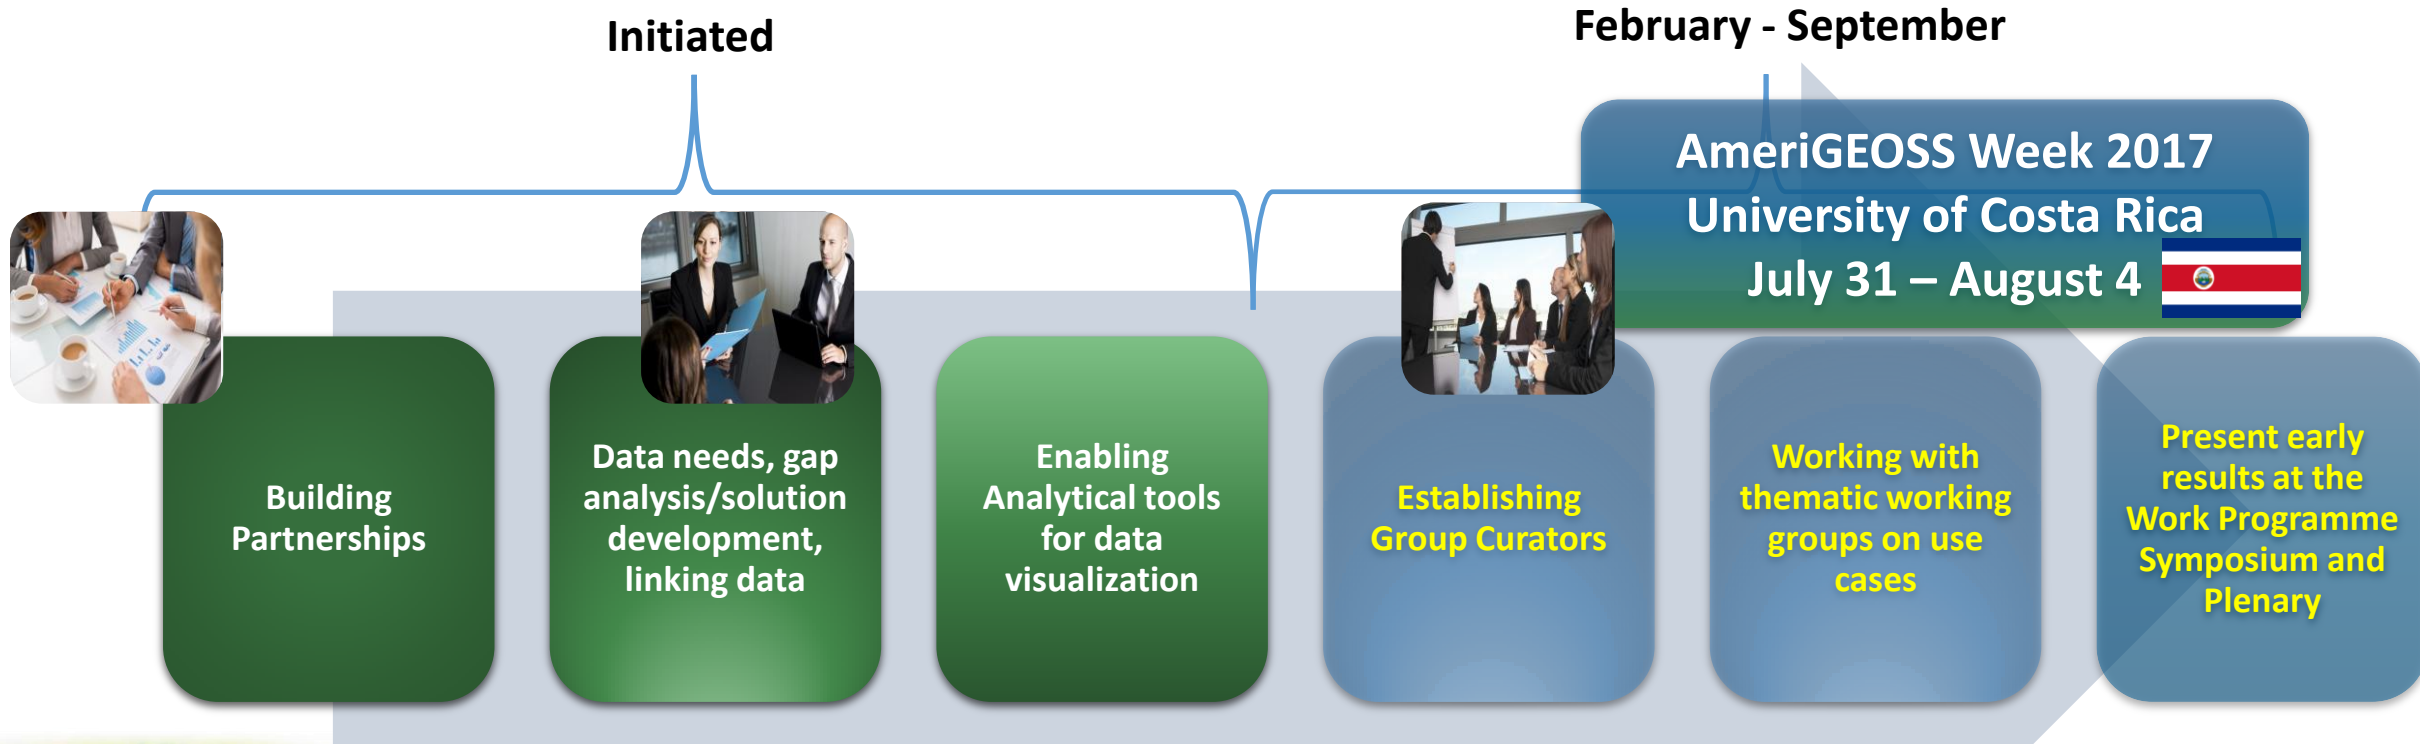 Initiated
February - September
AmeriGEOSS Week 2017
University of Costa Rica
July 31 – August 4
Building
Partnerships
Data needs, gap
analysis/solution
development,
linking data
Enabling
Analytical tools
for data
visualization
Establishing
Group Curators
Working with
thematic working
groups on use
cases
Present early
results at the
Work Programme
Symposium and
Plenary